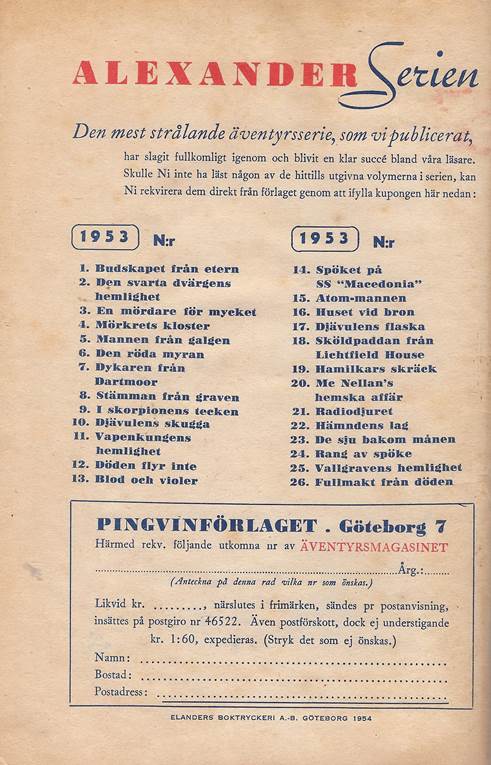 ALEXANDER Serien
Den mest strålande äventyrsserie, som vi publicerat,
har slagit fullkomligt igenom och blivit en klar succé bland våra läsare.
Skulle Ni inte ha läst någon av de hittills utgivna volymerna i serien, kan
Ni rekvirera dem direkt från förlaget genom att ifylla kupongen här nedan:
1953 N:r
1. Budskapet från etern
2. Den svarta dvärgens
hemlighet
3. En mördare för mycket
4. Mörkrets kloster
5. Mannen från galgen
6. Den röda myran
7. Dykaren från
Dartmoor
8. Stämman från graven
9. I skorpionens tecken
10. Djävulens skugga
11. Vapenkungens
hemlighet
12. Döden flyr inte
13. Blod och violer
1953 N:r
14. Spöket på
SS "Macedonia"
15. Atom-mannen
16. Huset vid bron
17. Djävulens flaska
18. Sköldpaddan från
Lichtfield House
19. Hamilkars skräck
20. Mc Nellan's
hemska affär
21. Radiodjuret
22. Hämndens lag
23. De sju bakom månen
24. Rang av spöke
25. Vallgravens hemlighet
26. Fullmakt från döden
PINGVINFÖRLAGET . Göteborg 7
Härmed rekv. följande utkomna nr av ÄVENTYRSMAGASINET
Årg.:
(Anteckna på denna rad vilka nr som önskas.)
Likvid kr. ........., närslutes i frimärken, sändes pr postanvisning,
insättes på postgiro nr 46522. Även postförskott, dock ej understigande
kr. 1:60, expedieras. (Stryk det som ej önskas.)
Namn:
Bostad:
Postadress:
ELANDERS BOKTRYCKERI A.-B. GÖTEBORG 1954